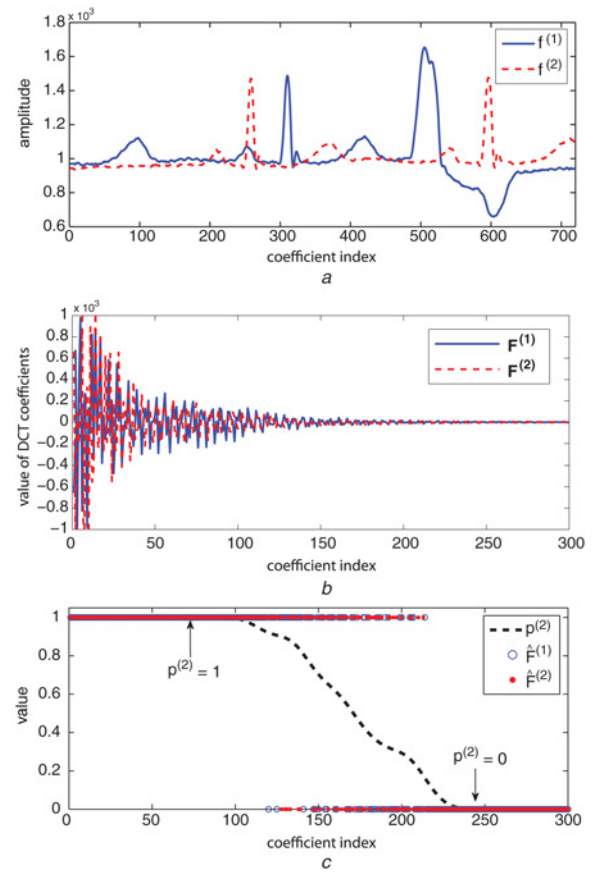 x 10³
1.8
1.6
1.4
1.2
1
0.8
0.6
amplitude
f(1)
f(2)
0 100 200 300 400 500 600 700
coefficient index
a
x 10³
1
0.8
0.6
0.4
0.2
0
−0.2
−0.4
−0.6
−0.8
−1
value of DCT coefficients
F(1)
F(2)
0 50 100 150 200 250 300
coefficient index
b
1
0.8
0.6
0.4
0.2
0
value
p(2)
F̂(1)
F̂(2)
p(2) = 1
p(2) = 0
0 50 100 150 200 250 300
coefficient index
c